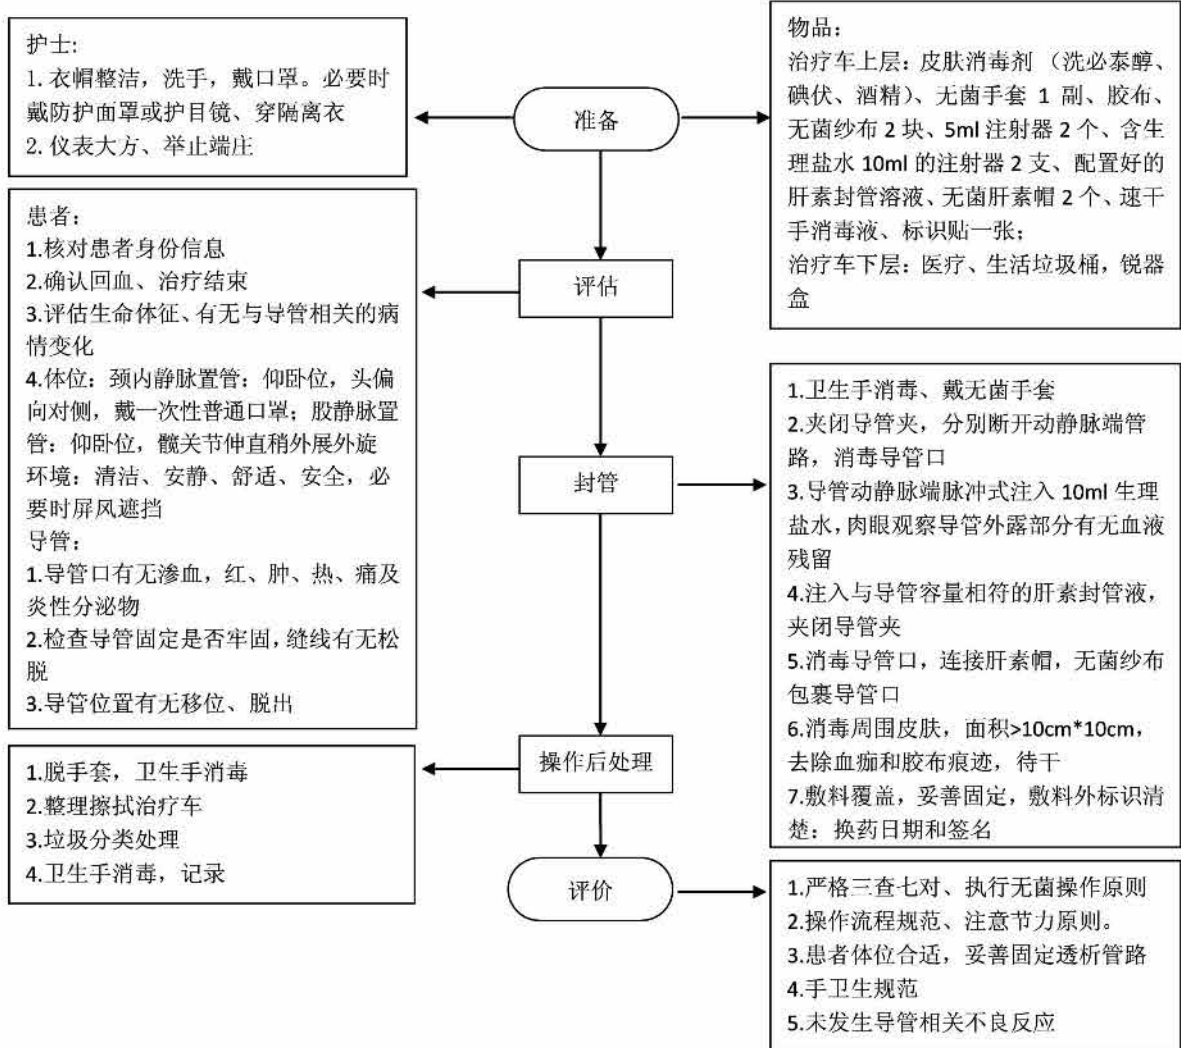 护士:
1. 衣帽整洁，洗手，戴口罩。必要时
戴防护面罩或护目镜、穿隔离衣
2. 仪表大方、举止端庄
准备
物品：
治疗车上层：皮肤消毒剂（洗必泰醇、
碘伏、酒精）、无菌手套 1 副、胶布、
无菌纱布 2 块、5ml 注射器 2 个、含生
理盐水 10ml 的注射器 2 支、配置好的
肝素封管溶液、无菌肝素帽 2 个、速干
手消毒液、标识贴一张；
治疗车下层：医疗、生活垃圾桶，锐器
盒
评估
患者：
1.核对患者身份信息
2.确认回血、治疗结束
3.评估生命体征、有无与导管相关的病
情变化
4.体位：颈内静脉置管：仰卧位，头偏
向对侧，戴一次性普通口罩；股静脉置
管：仰卧位，髋关节伸直稍外展外旋
环境：清洁、安静、舒适、安全，必
要时屏风遮挡
导管：
1.导管口有无渗血，红、肿、热、痛及
炎性分泌物
2.检查导管固定是否牢固，缝线有无松
脱
3.导管位置有无移位、脱出
封管
1.卫生手消毒、戴无菌手套
2.夹闭导管夹，分别断开动静脉端管
路，消毒导管口
3.导管动静脉端脉冲式注入 10ml 生理
盐水，肉眼观察导管外露部分有无血液
残留
4.注入与导管容量相符的肝素封管液，
夹闭导管夹
5.消毒导管口，连接肝素帽，无菌纱布
包裹导管口
6.消毒周围皮肤，面积>10cm*10cm，
去除血痂和胶布痕迹，待干
7.敷料覆盖，妥善固定，敷料外标识清
楚：换药日期和签名
操作后处理
1.脱手套，卫生手消毒
2.整理擦拭治疗车
3.垃圾分类处理
4.卫生手消毒，记录
评价
1.严格三查七对、执行无菌操作原则
2.操作流程规范、注意节力原则。
3.患者体位合适，妥善固定透析管路
4.手卫生规范
5.未发生导管相关不良反应